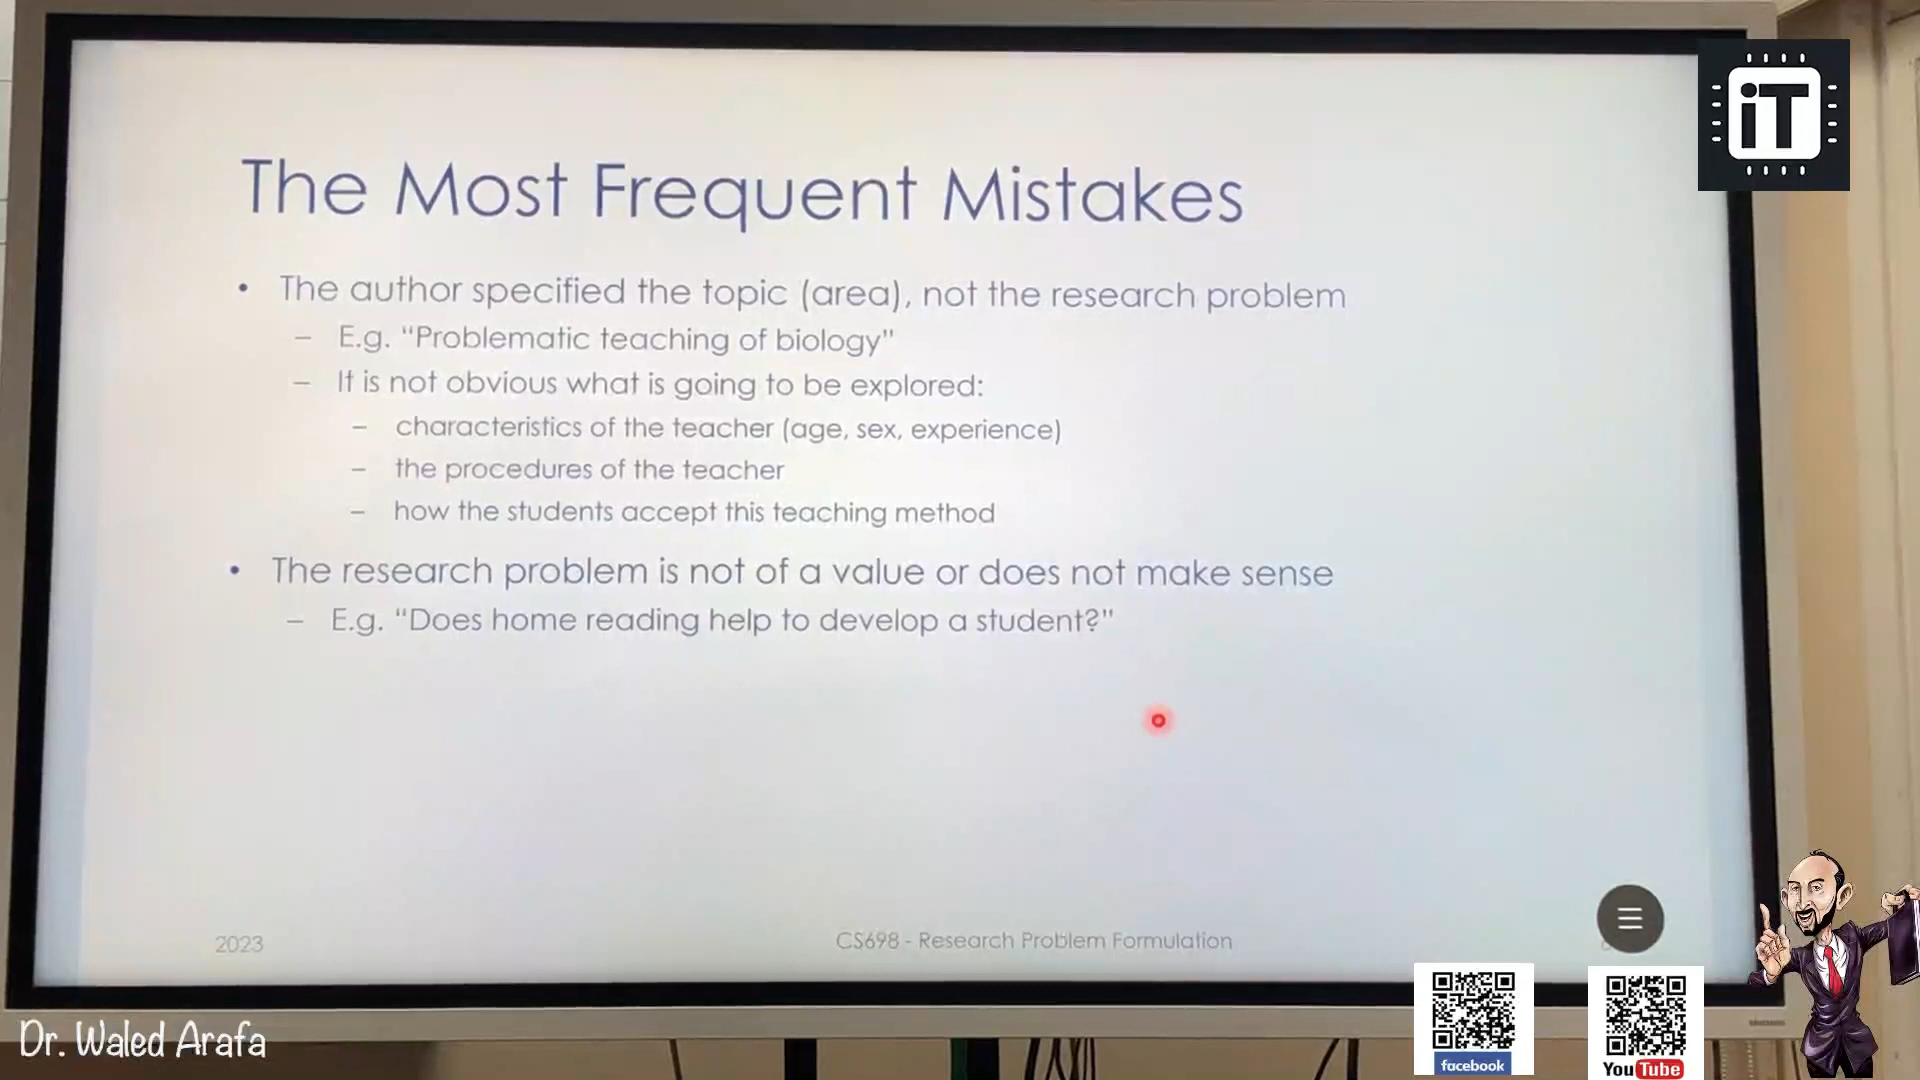 iT
The Most Frequent Mistakes
• The author specified the topic (area), not the research problem
– E.g. “Problematic teaching of biology”
– It is not obvious what is going to be explored:
– characteristics of the teacher (age, sex, experience)
– the procedures of the teacher
– how the students accept this teaching method
• The research problem is not of a value or does not make sense
– E.g. “Does home reading help to develop a student?”
2023
CS698 - Research Problem Formulation
Dr. Waled Arafa
facebook
YouTube